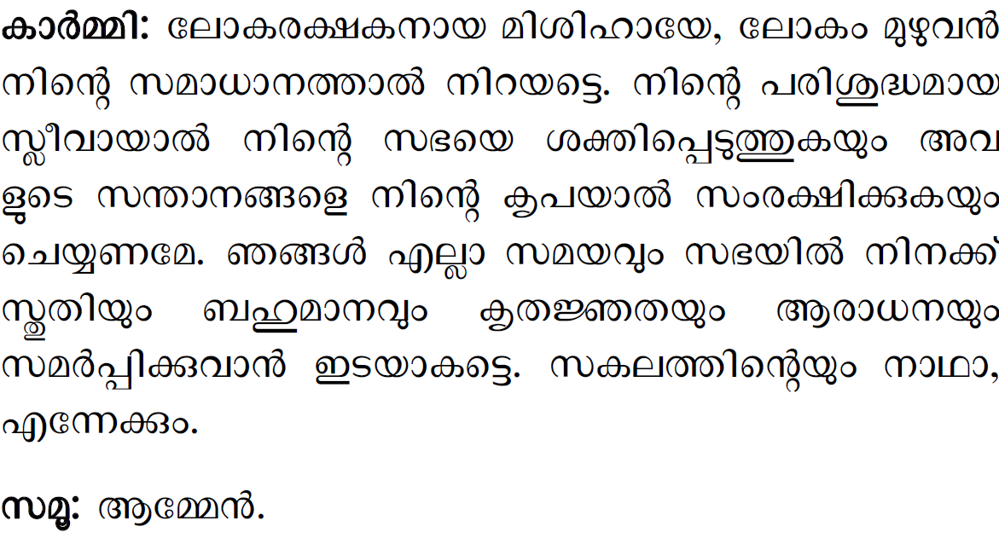 കാർമ്മി: ലോകരക്ഷകനായ മിശിഹായേ, ലോകം മുഴുവൻ
നിന്റെ സമാധാനത്താൽ നിറയട്ടെ. നിന്റെ പരിശുദ്ധമായ
സ്ലീവായാൽ നിന്റെ സഭയെ ശക്തിപ്പെടുത്തുകയും അവ
ളുടെ സന്താനങ്ങളെ നിന്റെ കൃപയാൽ സംരക്ഷിക്കുകയും
ചെയ്യണമേ. ഞങ്ങൾ എല്ലാ സമയവും സഭയിൽ നിനക്ക്
സ്തുതിയും ബഹുമാനവും കൃതജ്ഞതയും ആരാധനയും
സമർപ്പിക്കുവാൻ ഇടയാകട്ടെ. സകലത്തിന്റെയും നാഥാ,
എന്നേക്കും.
സമൂ: ആമ്മേൻ.